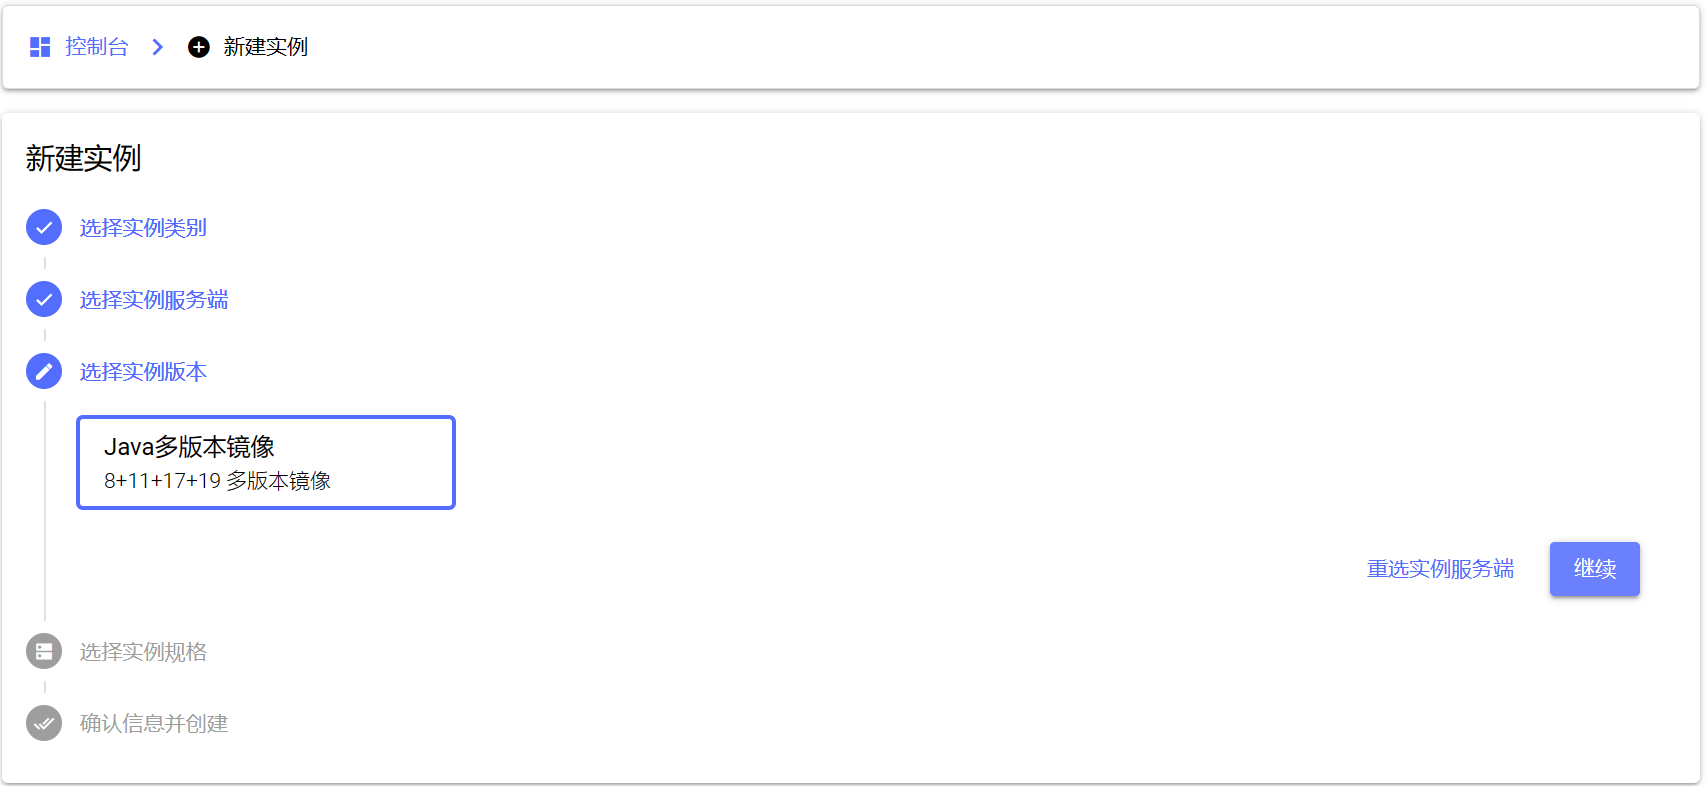 控制台 新建实例
新建实例
选择实例类别
选择实例服务端
选择实例版本
Java多版本镜像
8+11+17+19 多版本镜像
重选实例服务端 继续
选择实例规格
确认信息并创建